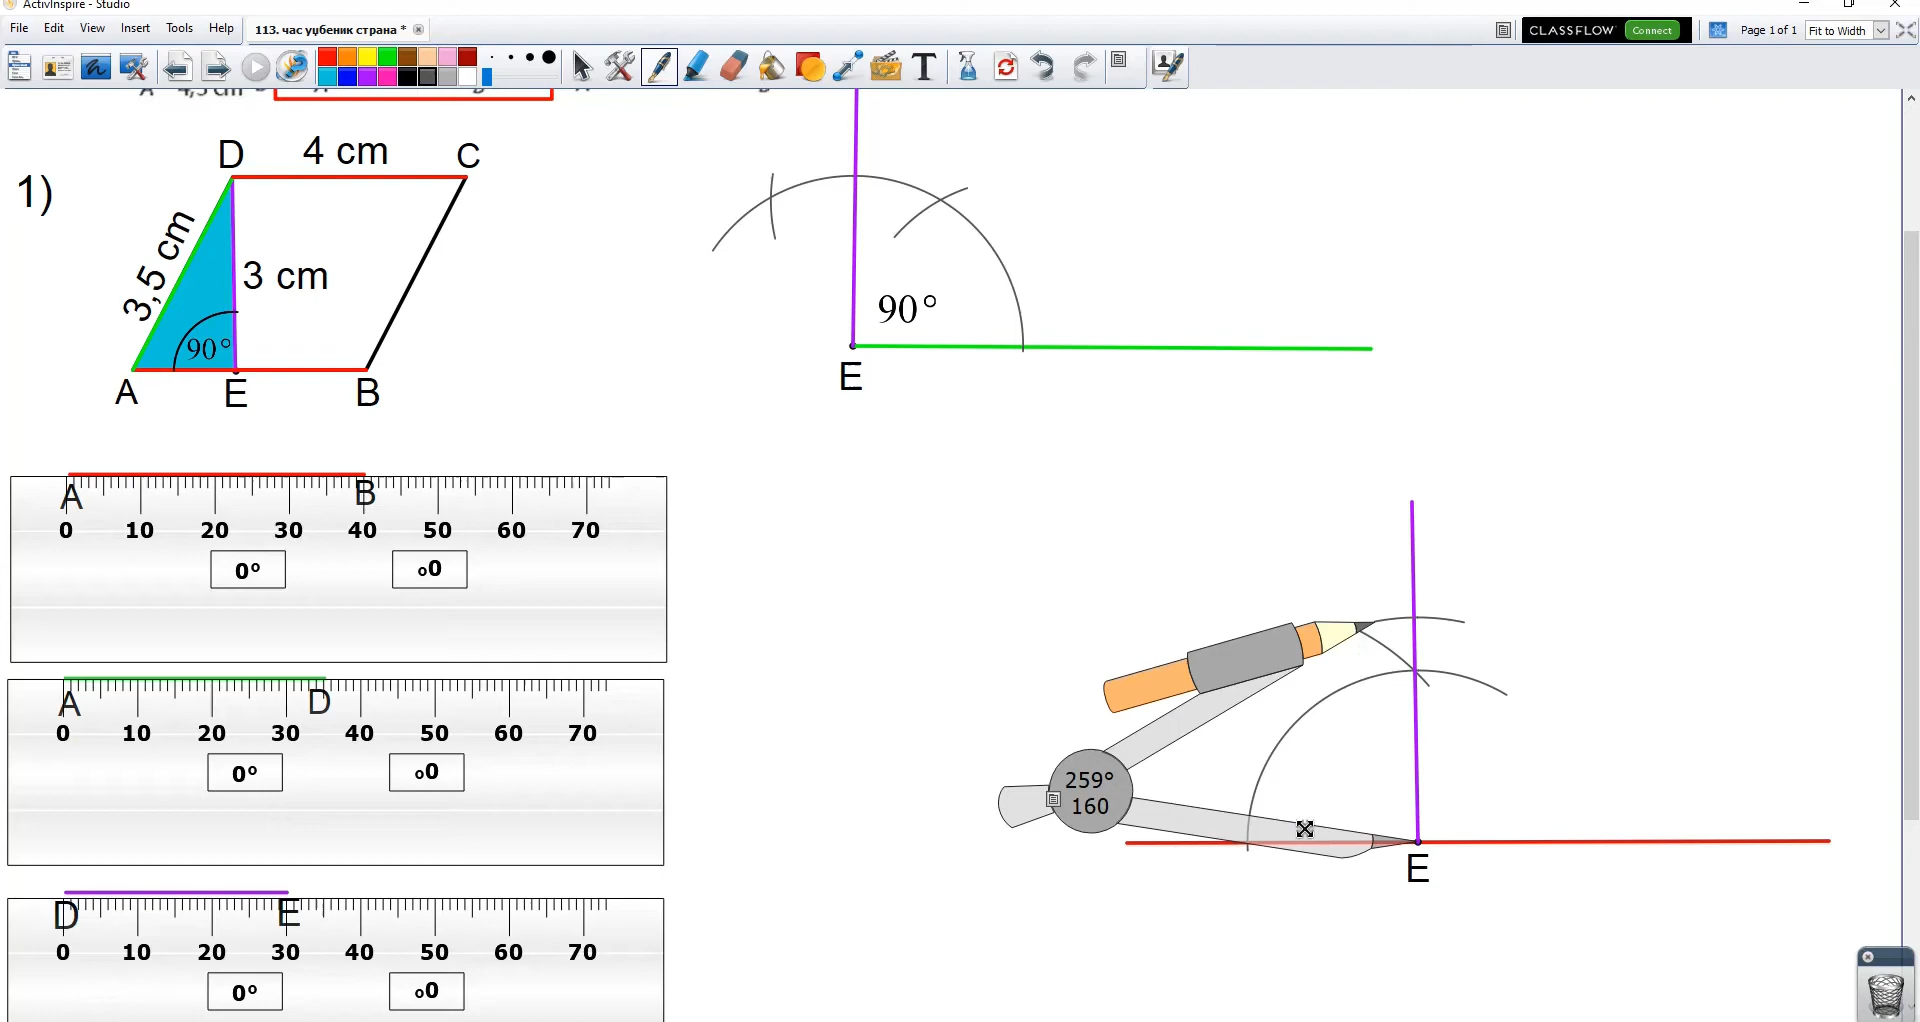 ActivInspire - Studio
File Edit View Insert Tools Help
113. час уџбеник страна *
CLASSFLOW Connect
Page 1 of 1
Fit to Width
4,5 cm
1)
D 4 cm C
3,5 cm
3 cm
90°
A E B
90°
E
A B
0 10 20 30 40 50 60 70
0° 0°
A D
0 10 20 30 40 50 60 70
0° 0°
D E
0 10 20 30 40 50 60 70
0° 0°
259°
160
E